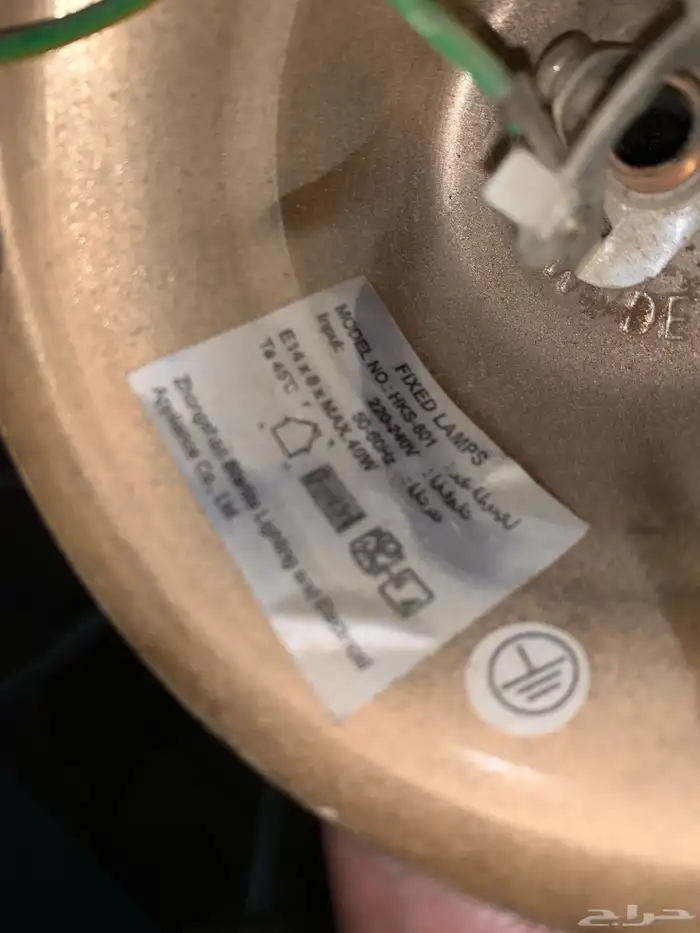 FIXED LAMPS
MODEL NO.: HKS-801
Input: 220-240V
50-60Hz
E14 x 8 x MAX. 40W
Ta 45°C
Zhongshan Lighting and Electrical
Appliance Co., Ltd
DE
حراج